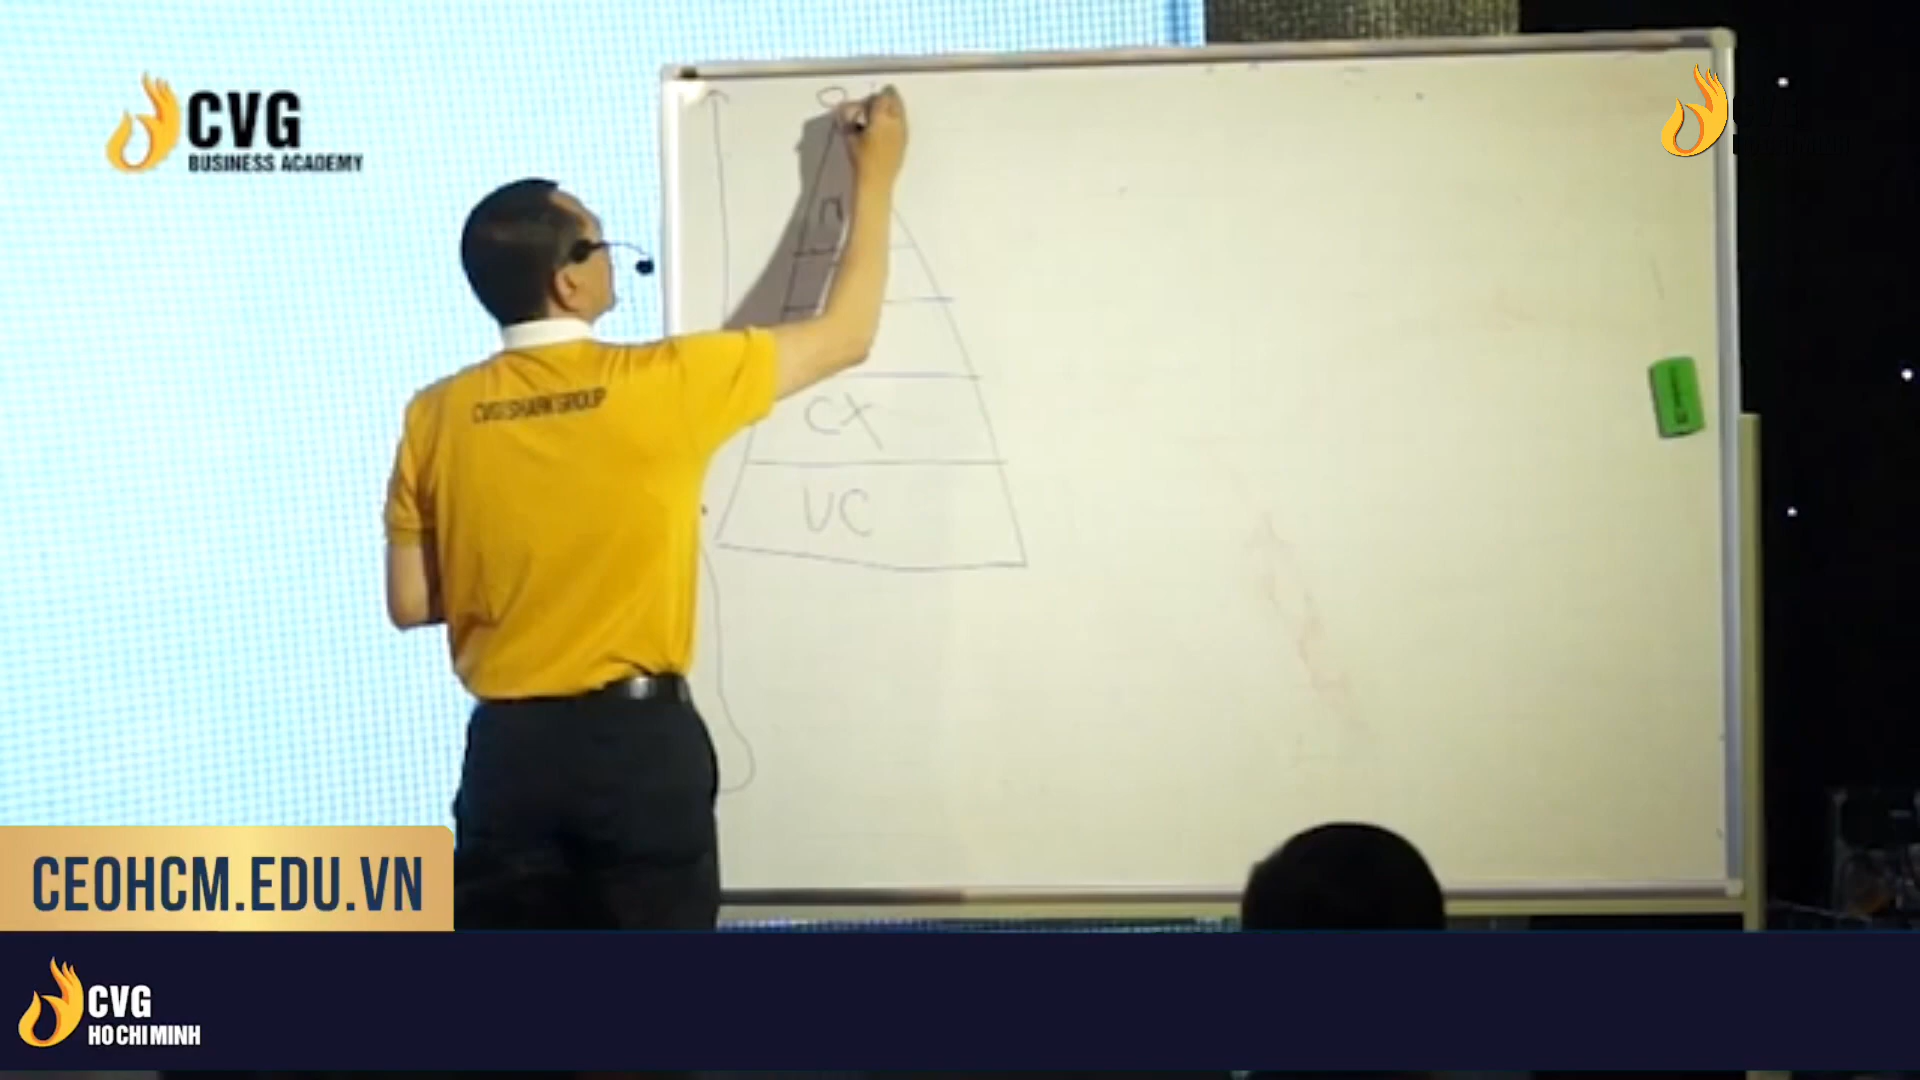 CVG
BUSINESS ACADEMY
CVG SHARK GROUP
CX
UC
CEOHCM.EDU.VN
CVG
HO CHI MINH